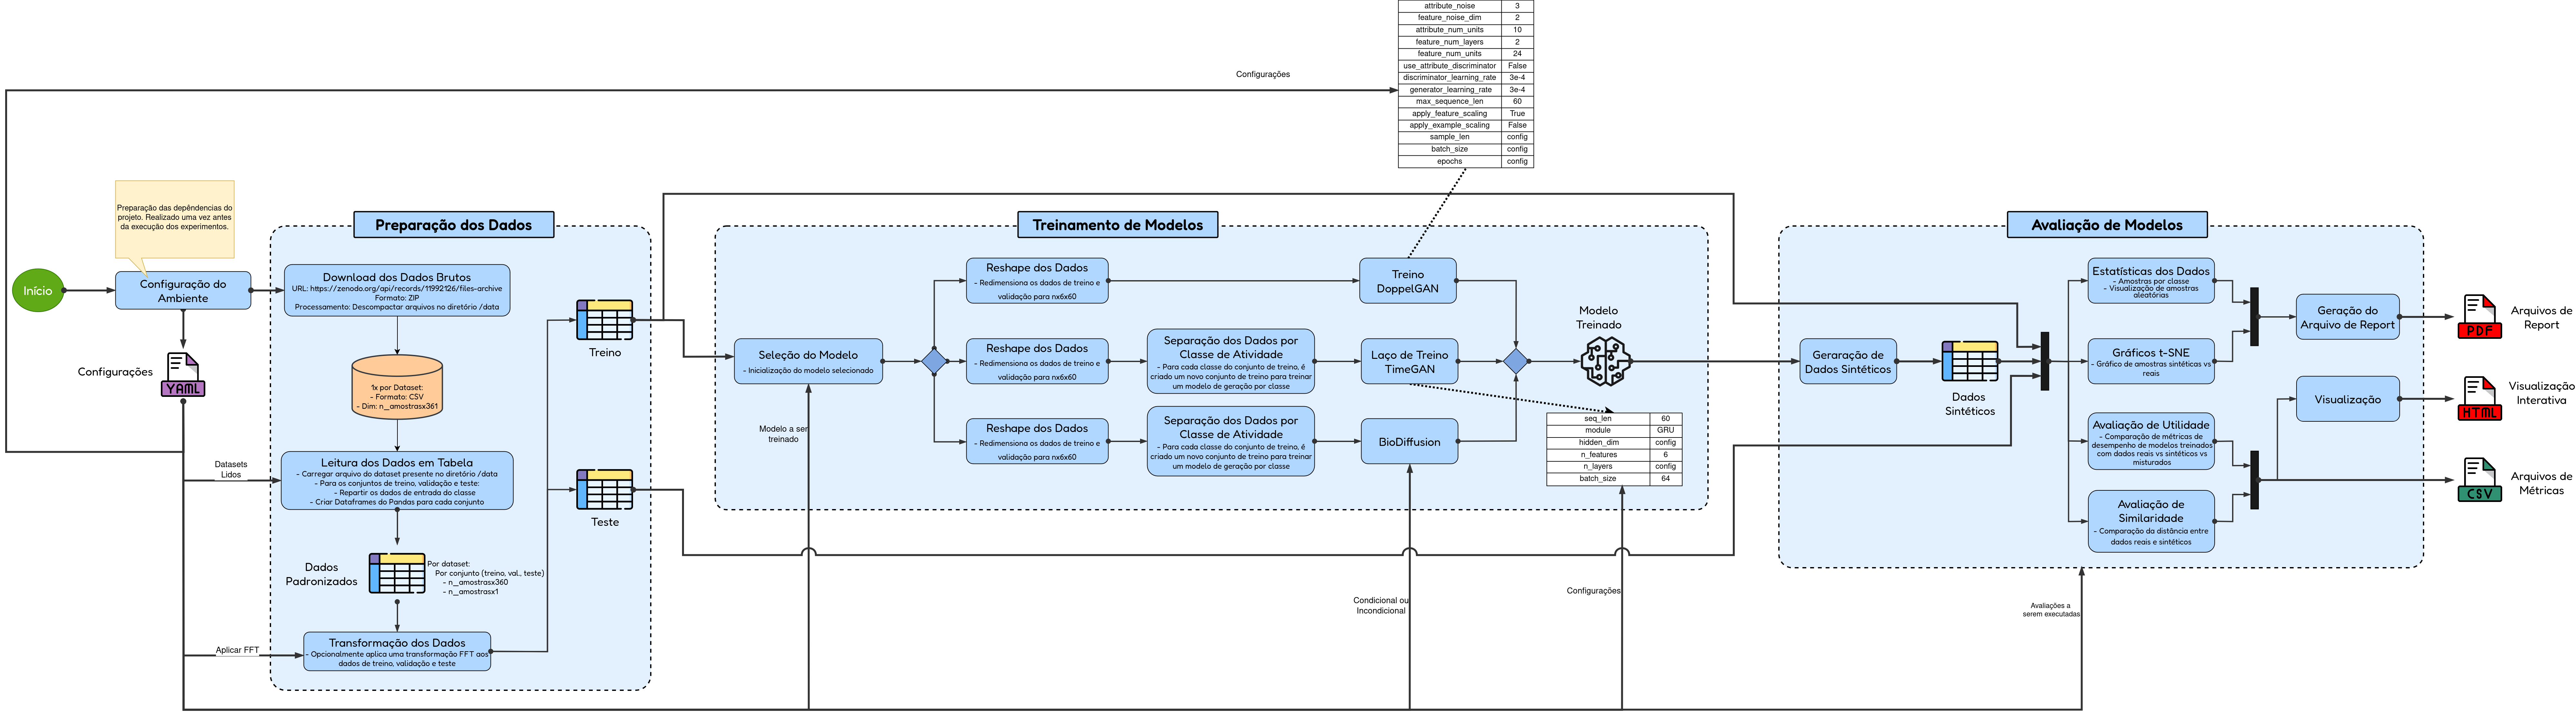 attribute_noise 3
feature_noise_dim 2
attribute_num_units 10
feature_num_layers 2
feature_num_units 24
use_attribute_discriminator False
discriminator_learning_rate 3e-4
generator_learning_rate 3e-4
max_sequence_len 60
apply_feature_scaling True
apply_example_scaling False
sample_len config
batch_size config
epochs config
Configurações
Preparação das depêndencias do
projeto. Realizado uma vez antes
da execução dos experimentos.
Início
Configuração do
Ambiente
Configurações
YAML
Datasets
Lidos
Aplicar FFT
Preparação dos Dados
Download dos Dados Brutos
URL: https://zenodo.org/api/records/11992126/files-archive
Formato: ZIP
Processamento: Descompactar arquivos no diretório /data
1x por Dataset:
- Formato: CSV
- Dim: n_amostrasx361
Leitura dos Dados em Tabela
- Carregar arquivo do dataset presente no diretório /data
- Para os conjuntos de treino, validação e teste:
- Repartir os dados de entrada do classe
- Criar Dataframes do Pandas para cada conjunto
Dados
Padronizados
Por dataset:
Por conjunto (treino, val., teste)
- n_amostrasx360
- n_amostrasx1
Transformação dos Dados
- Opcionalmente aplica uma transformação FFT aos
dados de treino, validação e teste
Treino
Teste
Treinamento de Modelos
Seleção do Modelo
- Inicialização do modelo selecionado
Modelo a ser
treinado
Reshape dos Dados
- Redimensiona os dados de treino e
validação para nx6x60
Treino
DoppelGAN
Reshape dos Dados
- Redimensiona os dados de treino e
validação para nx6x60
Separação dos Dados por
Classe de Atividade
- Para cada classe do conjunto de treino, é
criado um novo conjunto de treino para treinar
um modelo de geração por classe
Laço de Treino
TimeGAN
Reshape dos Dados
- Redimensiona os dados de treino e
validação para nx6x60
Separação dos Dados por
Classe de Atividade
- Para cada classe do conjunto de treino, é
criado um novo conjunto de treino para treinar
um modelo de geração por classe
BioDiffusion
Modelo
Treinado
seq_len 60
module GRU
hidden_dim config
n_features 6
n_layers config
batch_size 64
Condicional ou
Incondicional
Configurações
Avaliação de Modelos
Geraração de
Dados Sintéticos
Dados
Sintéticos
Estatísticas dos Dados
- Amostras por classe
- Visualização de amostras
aleatórias
Gráficos t-SNE
- Gráfico de amostras sintéticas vs
reais
Avaliação de Utilidade
- Comparação de métricas de
desempenho de modelos treinados
com dados reais vs sintéticos vs
misturados
Avaliação de
Similaridade
- Comparação da distância entre
dados reais e sintéticos
Avaliações a
serem executadas
Geração do
Arquivo de Report
Visualização
PDF
Arquivos de
Report
HTML
Visualização
Interativa
CSV
Arquivos de
Métricas